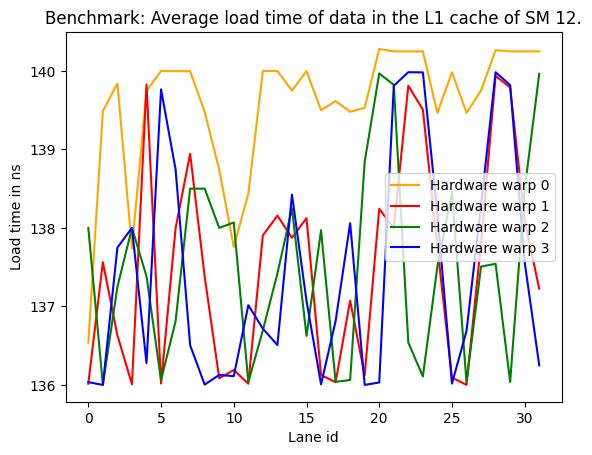 Benchmark: Average load time of data in the L1 cache of SM 12.
Load time in ns
140
139
138
137
136
Hardware warp 0
Hardware warp 1
Hardware warp 2
Hardware warp 3
0 5 10 15 20 25 30
Lane id